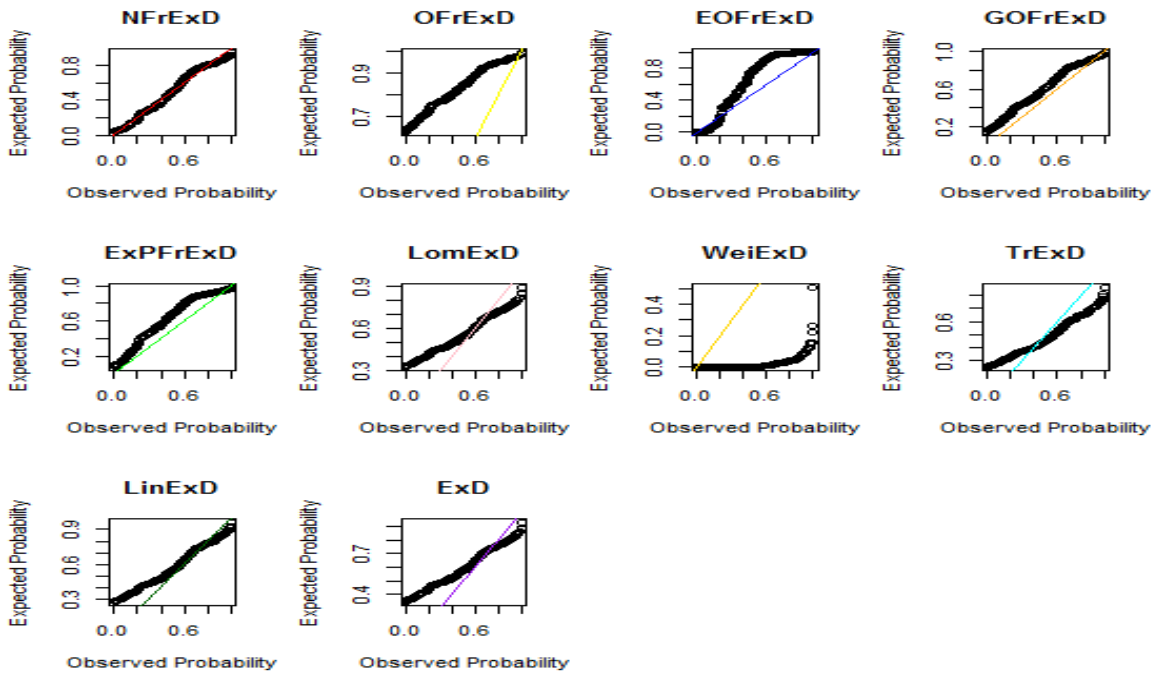 NFrExD
Expected Probability
0.0 0.4 0.8
0.0 0.6
Observed Probability
OFrExD
Expected Probability
0.7 0.9
0.0 0.6
Observed Probability
EOFrExD
Expected Probability
0.0 0.4 0.8
0.0 0.6
Observed Probability
GOFrExD
Expected Probability
0.2 0.6 1.0
0.0 0.6
Observed Probability
ExPFrExD
Expected Probability
0.2 0.6 1.0
0.0 0.6
Observed Probability
LomExD
Expected Probability
0.3 0.6 0.9
0.0 0.6
Observed Probability
WeiExD
Expected Probability
0.0 0.2 0.4
0.0 0.6
Observed Probability
TrExD
Expected Probability
0.3 0.6
0.0 0.6
Observed Probability
LinExD
Expected Probability
0.3 0.6 0.9
0.0 0.6
Observed Probability
ExD
Expected Probability
0.4 0.7
0.0 0.6
Observed Probability